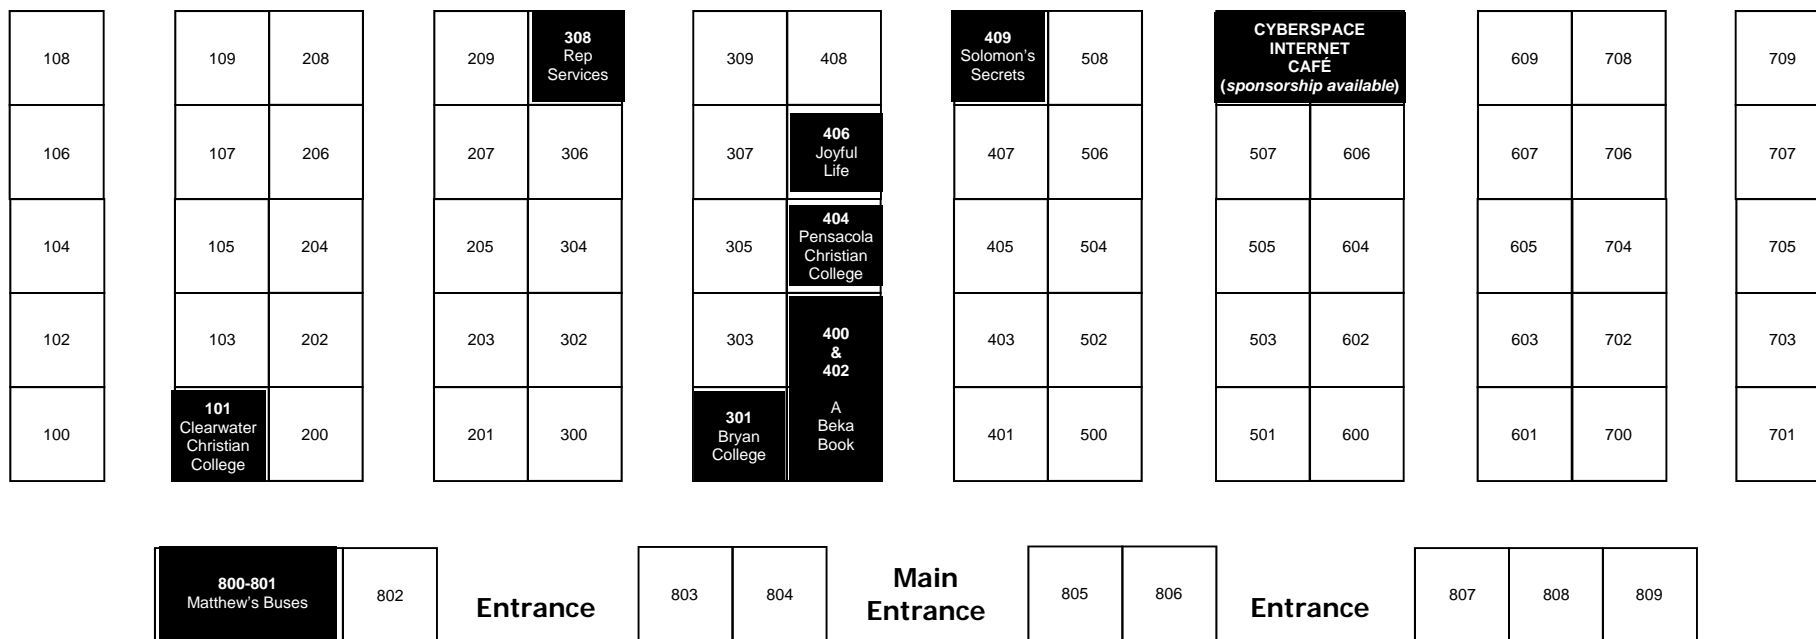 108 109 208 209 308 309 408 409 508 CYBERSPACE 609 708 709
Rep Solomon's INTERNET
Services Secrets CAFÉ
(sponsorship available)
106 107 206 207 306 307 406 407 506 507 606 607 706 707
Joyful
Life
104 105 204 205 304 305 404 405 504 505 604 605 704 705
Pensacola
Christian
College
102 103 202 203 302 303 400 403 502 503 602 603 702 703
&
402
100 101 200 201 300 301 A 401 500 501 600 601 700 701
Clearwater Bryan Beka
Christian College Book
College
800-801 802 Entrance 803 804 Main 805 806 Entrance 807 808 809
Matthew's Buses Entrance